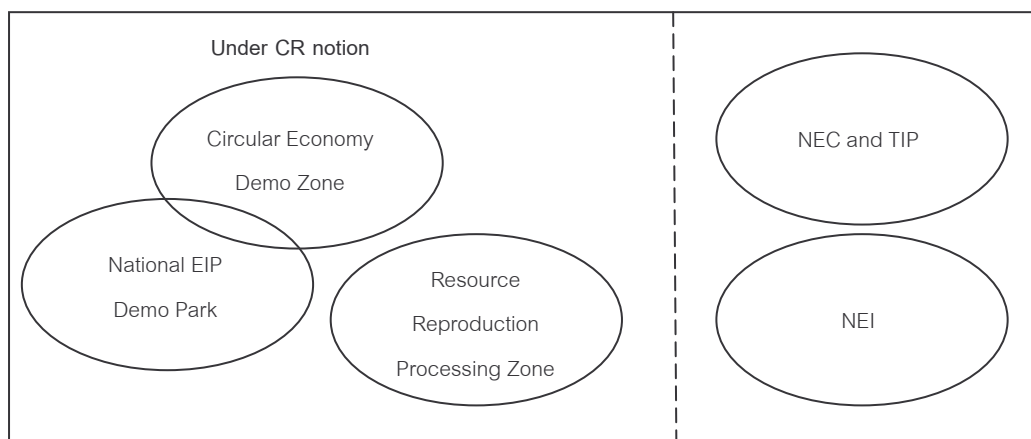 Under CR notion
Circular Economy
Demo Zone
National EIP
Demo Park
Resource
Reproduction
Processing Zone
NEC and TIP
NEI